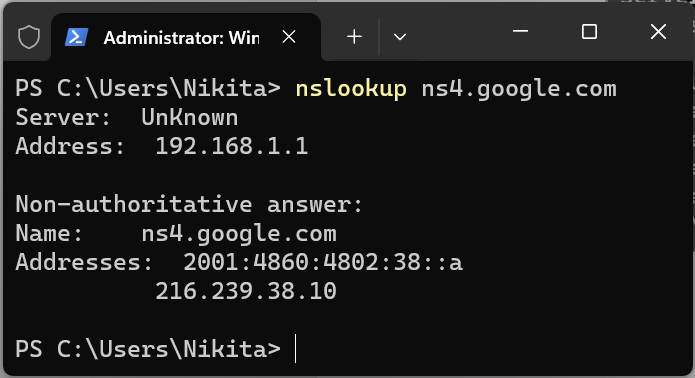 Administrator: Win
PS C:\Users\Nikita> nslookup ns4.google.com
Server:  UnKnown
Address:  192.168.1.1

Non-authoritative answer:
Name:    ns4.google.com
Addresses:  2001:4860:4802:38::a
          216.239.38.10

PS C:\Users\Nikita>